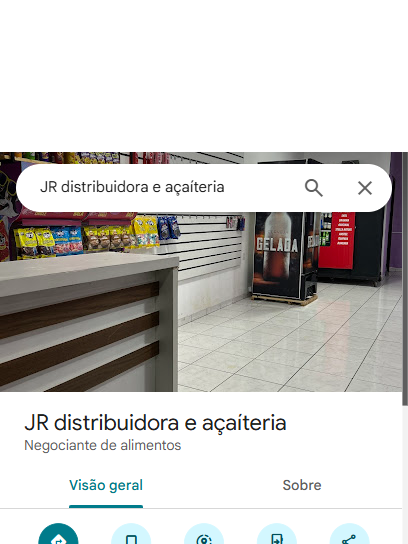 JR distribuidora e açaíteria
GELADA
JR distribuidora e açaíteria
Negociante de alimentos
Visão geral
Sobre